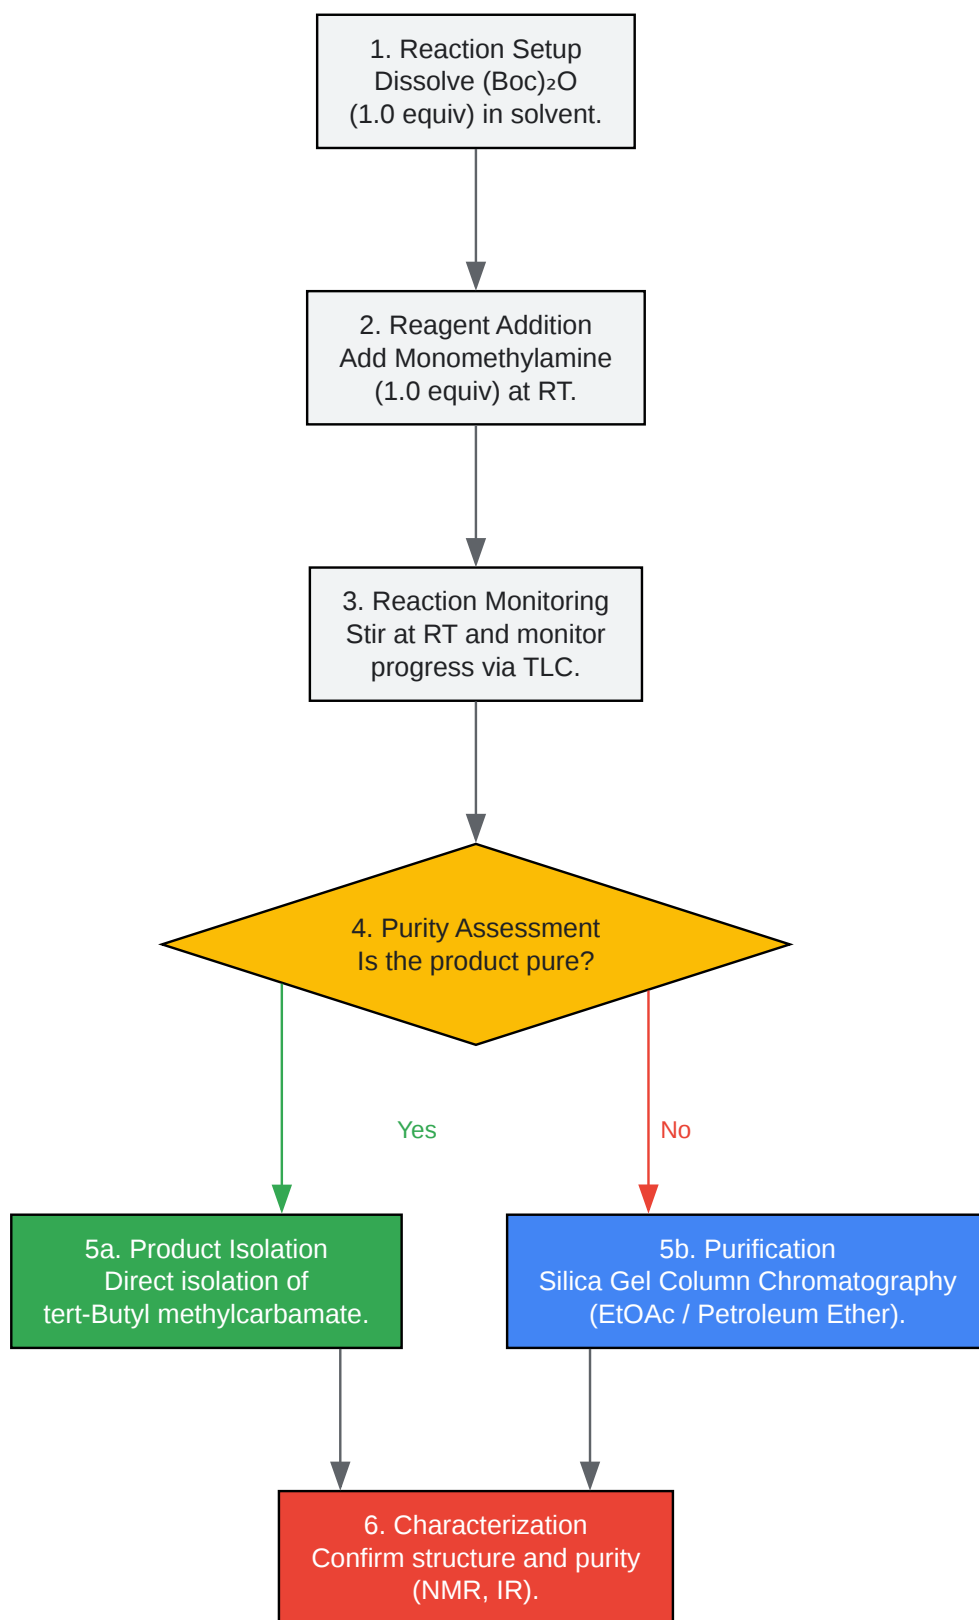 1. Reaction Setup
Dissolve (Boc)₂O
(1.0 equiv) in solvent.
2. Reagent Addition
Add Monomethylamine
(1.0 equiv) at RT.
3. Reaction Monitoring
Stir at RT and monitor
progress via TLC.
4. Purity Assessment
Is the product pure?
Yes
No
5a. Product Isolation
Direct isolation of
tert-Butyl methylcarbamate.
5b. Purification
Silica Gel Column Chromatography
(EtOAc / Petroleum Ether).
6. Characterization
Confirm structure and purity
(NMR, IR).